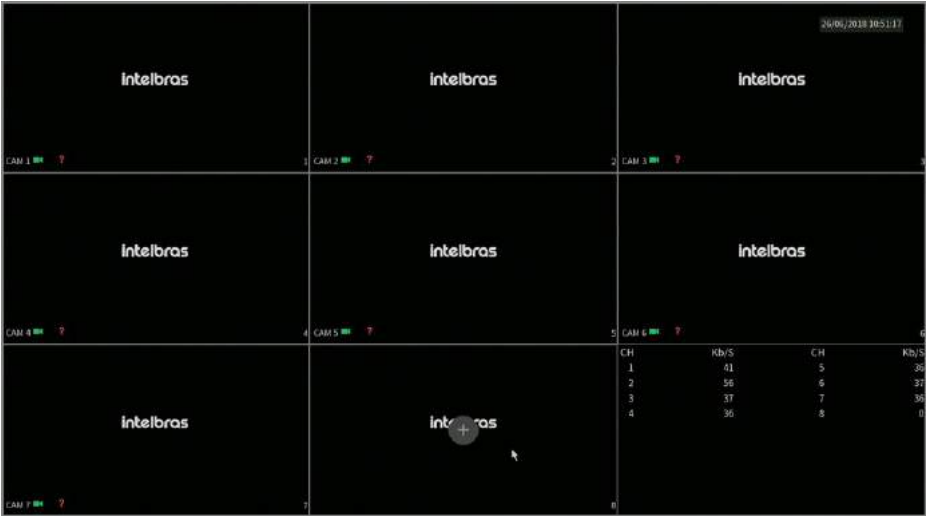 26/06/2018 10:51:17
intelbras
intelbras
intelbras
CAM 1 ? 1
CAM 2 ? 2
CAM 3 ? 3
intelbras
intelbras
intelbras
CAM 4 ? 4
CAM 5 ? 5
CAM 6 ? 6
CH Kb/S CH Kb/S
1 41 5 36
2 56 6 37
3 37 7 36
4 36 8 0
intelbras
inte ras
+
CAM 7 ? 7
8